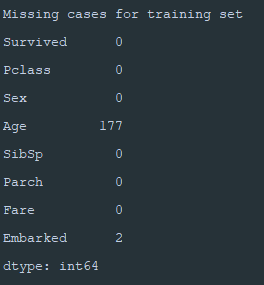 Missing cases for training set
Survived      0
Pclass        0
Sex           0
Age         177
SibSp         0
Parch         0
Fare          0
Embarked      2
dtype: int64